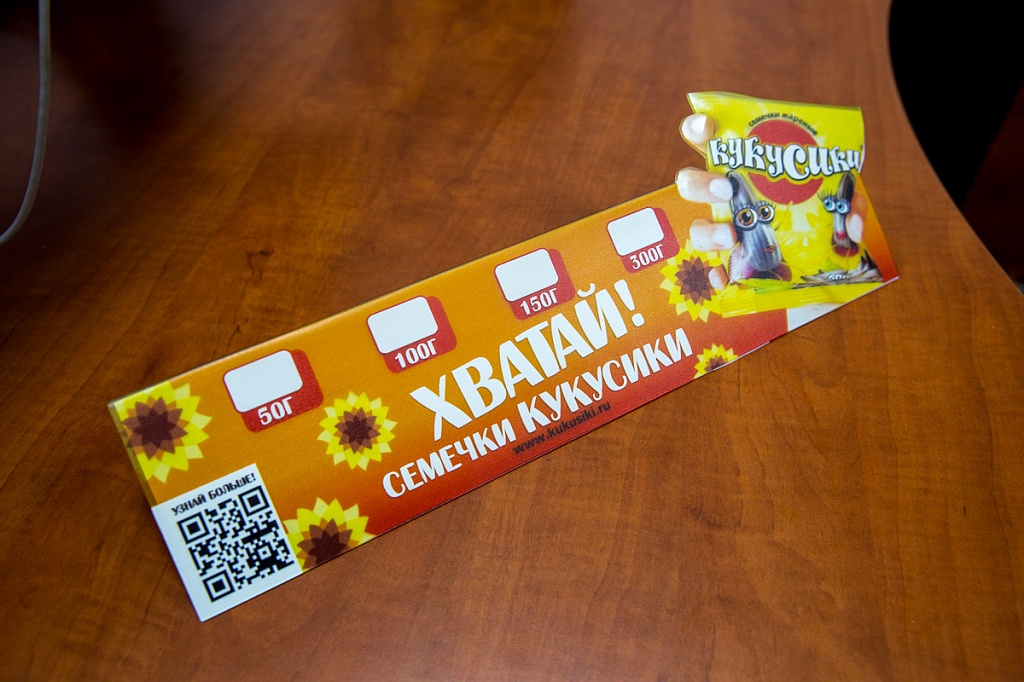 семечки жареные
кукусики
50Г
100Г
150Г
300Г
ХВАТАЙ!
СЕМЕЧКИ КУКУСИКИ
www.kukusiki.ru
УЗНАЙ БОЛЬШЕ!